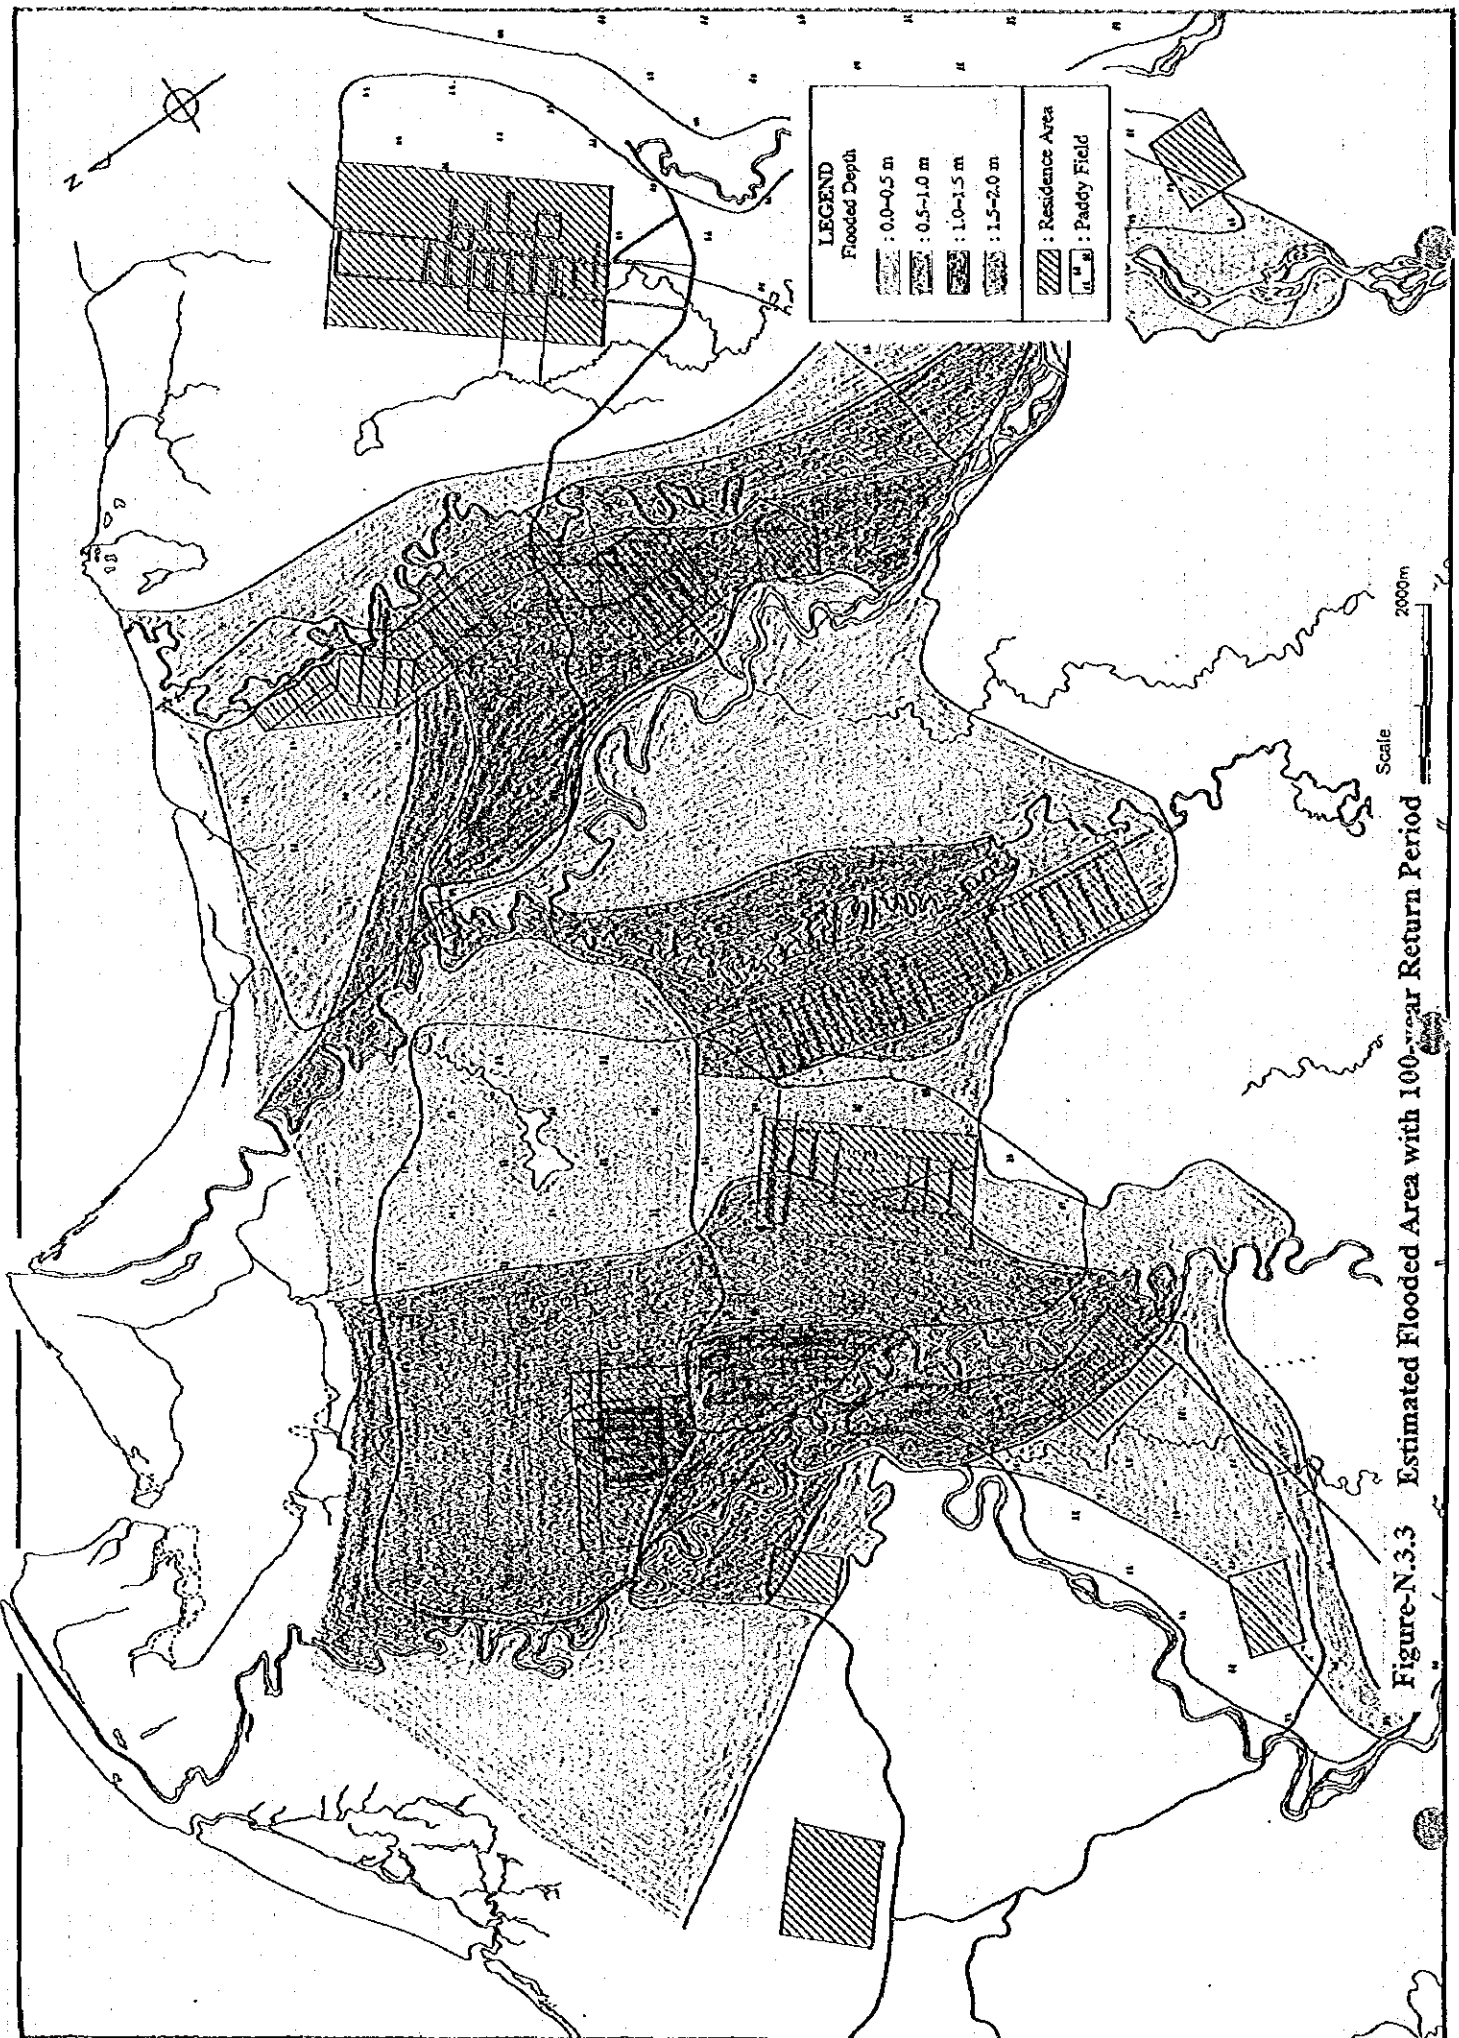 N
LEGEND
Flooded Depth
: 0.0–0.5 m
: 0.5–1.0 m
: 1.0–1.5 m
: 1.5–2.0 m
: Residence Area
: Paddy Field
Scale
2000m
Figure-N.3.3 Estimated Flooded Area with 100-year Return Period